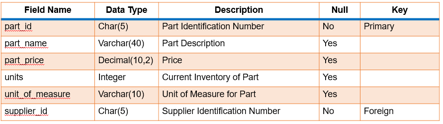 Field Name Data Type Description Null Key
part_id Char(5) Part Identification Number No Primary
part_name Varchar(40) Part Description Yes
part_price Decimal(10,2) Price Yes
units Integer Current Inventory of Part Yes
unit_of_measure Varchar(10) Unit of Measure for Part Yes
supplier_id Char(5) Supplier Identification Number No Foreign